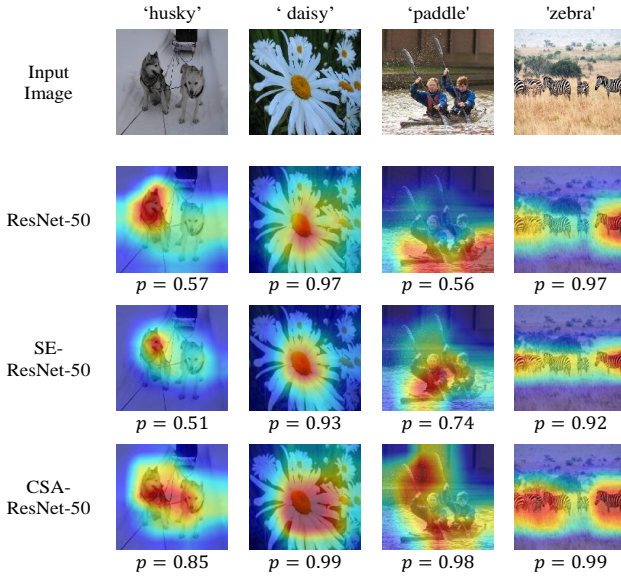 ‘husky’ ‘ daisy’ ‘paddle' 'zebra'
Input
Image
ResNet-50
p = 0.57 p = 0.97 p = 0.56 p = 0.97
SE-
ResNet-50
p = 0.51 p = 0.93 p = 0.74 p = 0.92
CSA-
ResNet-50
p = 0.85 p = 0.99 p = 0.98 p = 0.99